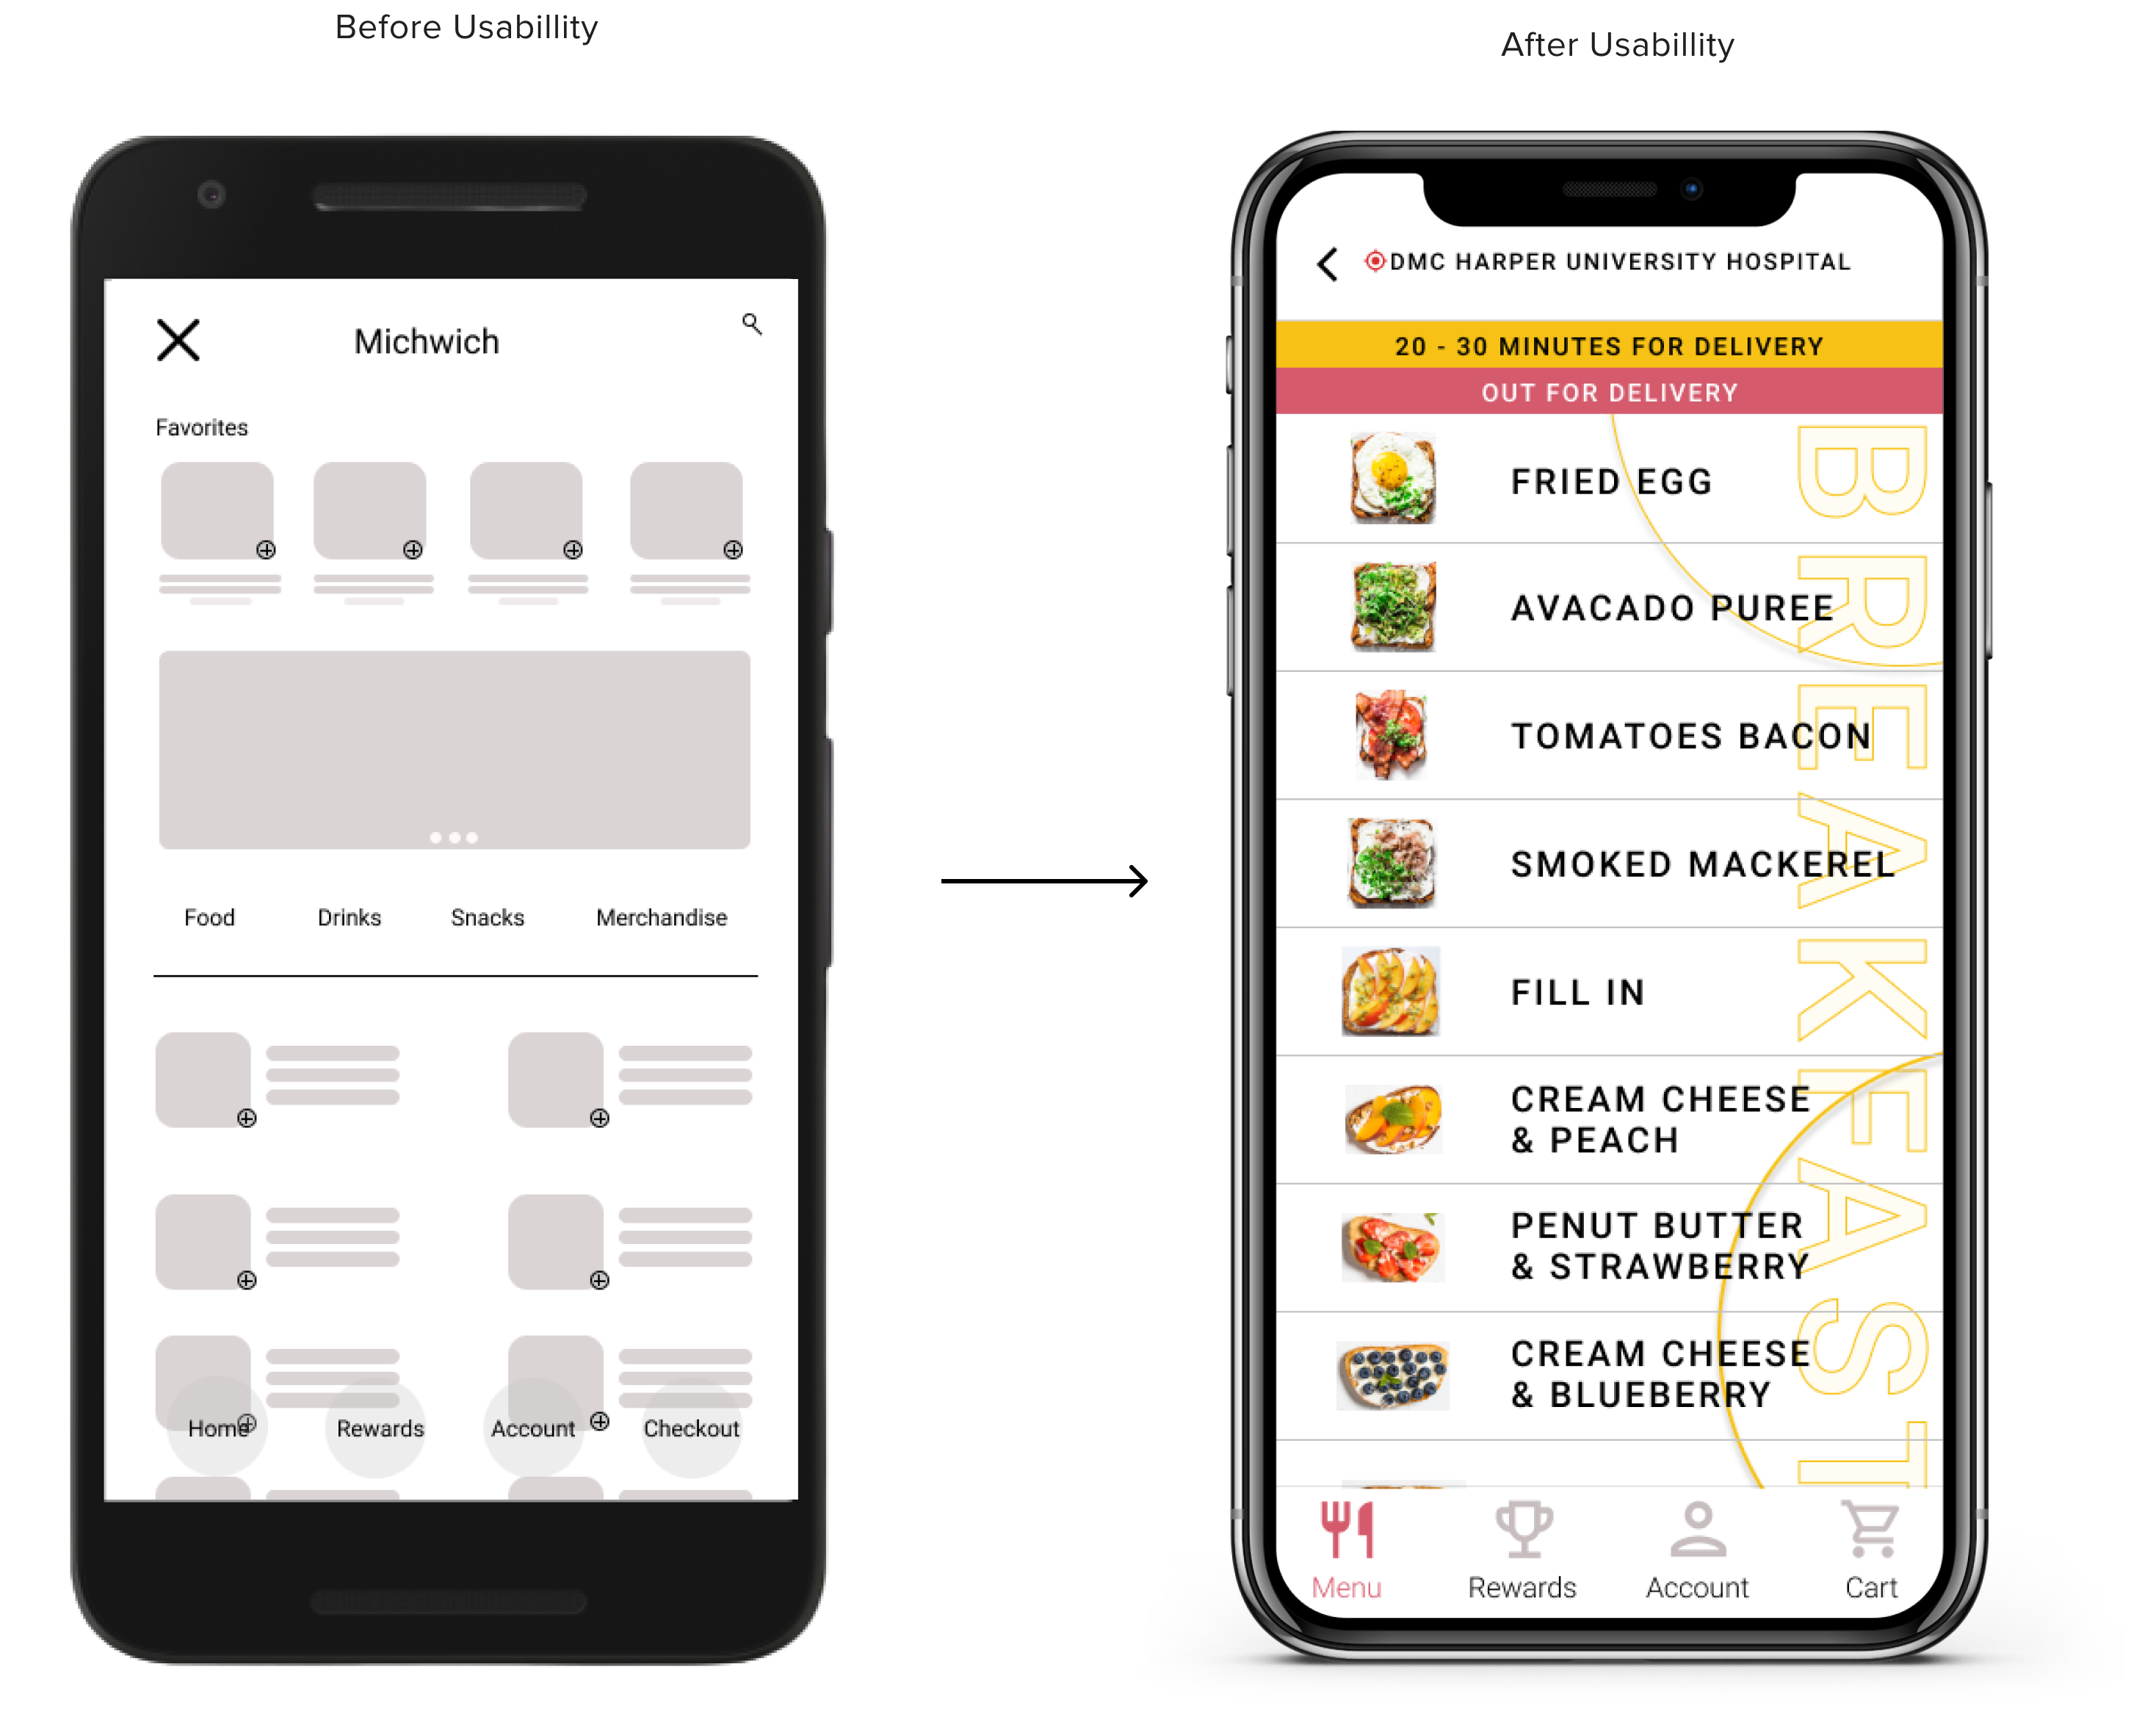 Before Usabillity
After Usabillity
Michwich
Favorites
Food Drinks Snacks Merchandise
Home Rewards Account Checkout
DMC HARPER UNIVERSITY HOSPITAL
20 - 30 MINUTES FOR DELIVERY
OUT FOR DELIVERY
BREAKFAST
FRIED EGG
AVACADO PUREE
TOMATOES BACON
SMOKED MACKEREL
FILL IN
CREAM CHEESE
& PEACH
PENUT BUTTER
& STRAWBERRY
CREAM CHEESE
& BLUEBERRY
Menu Rewards Account Cart